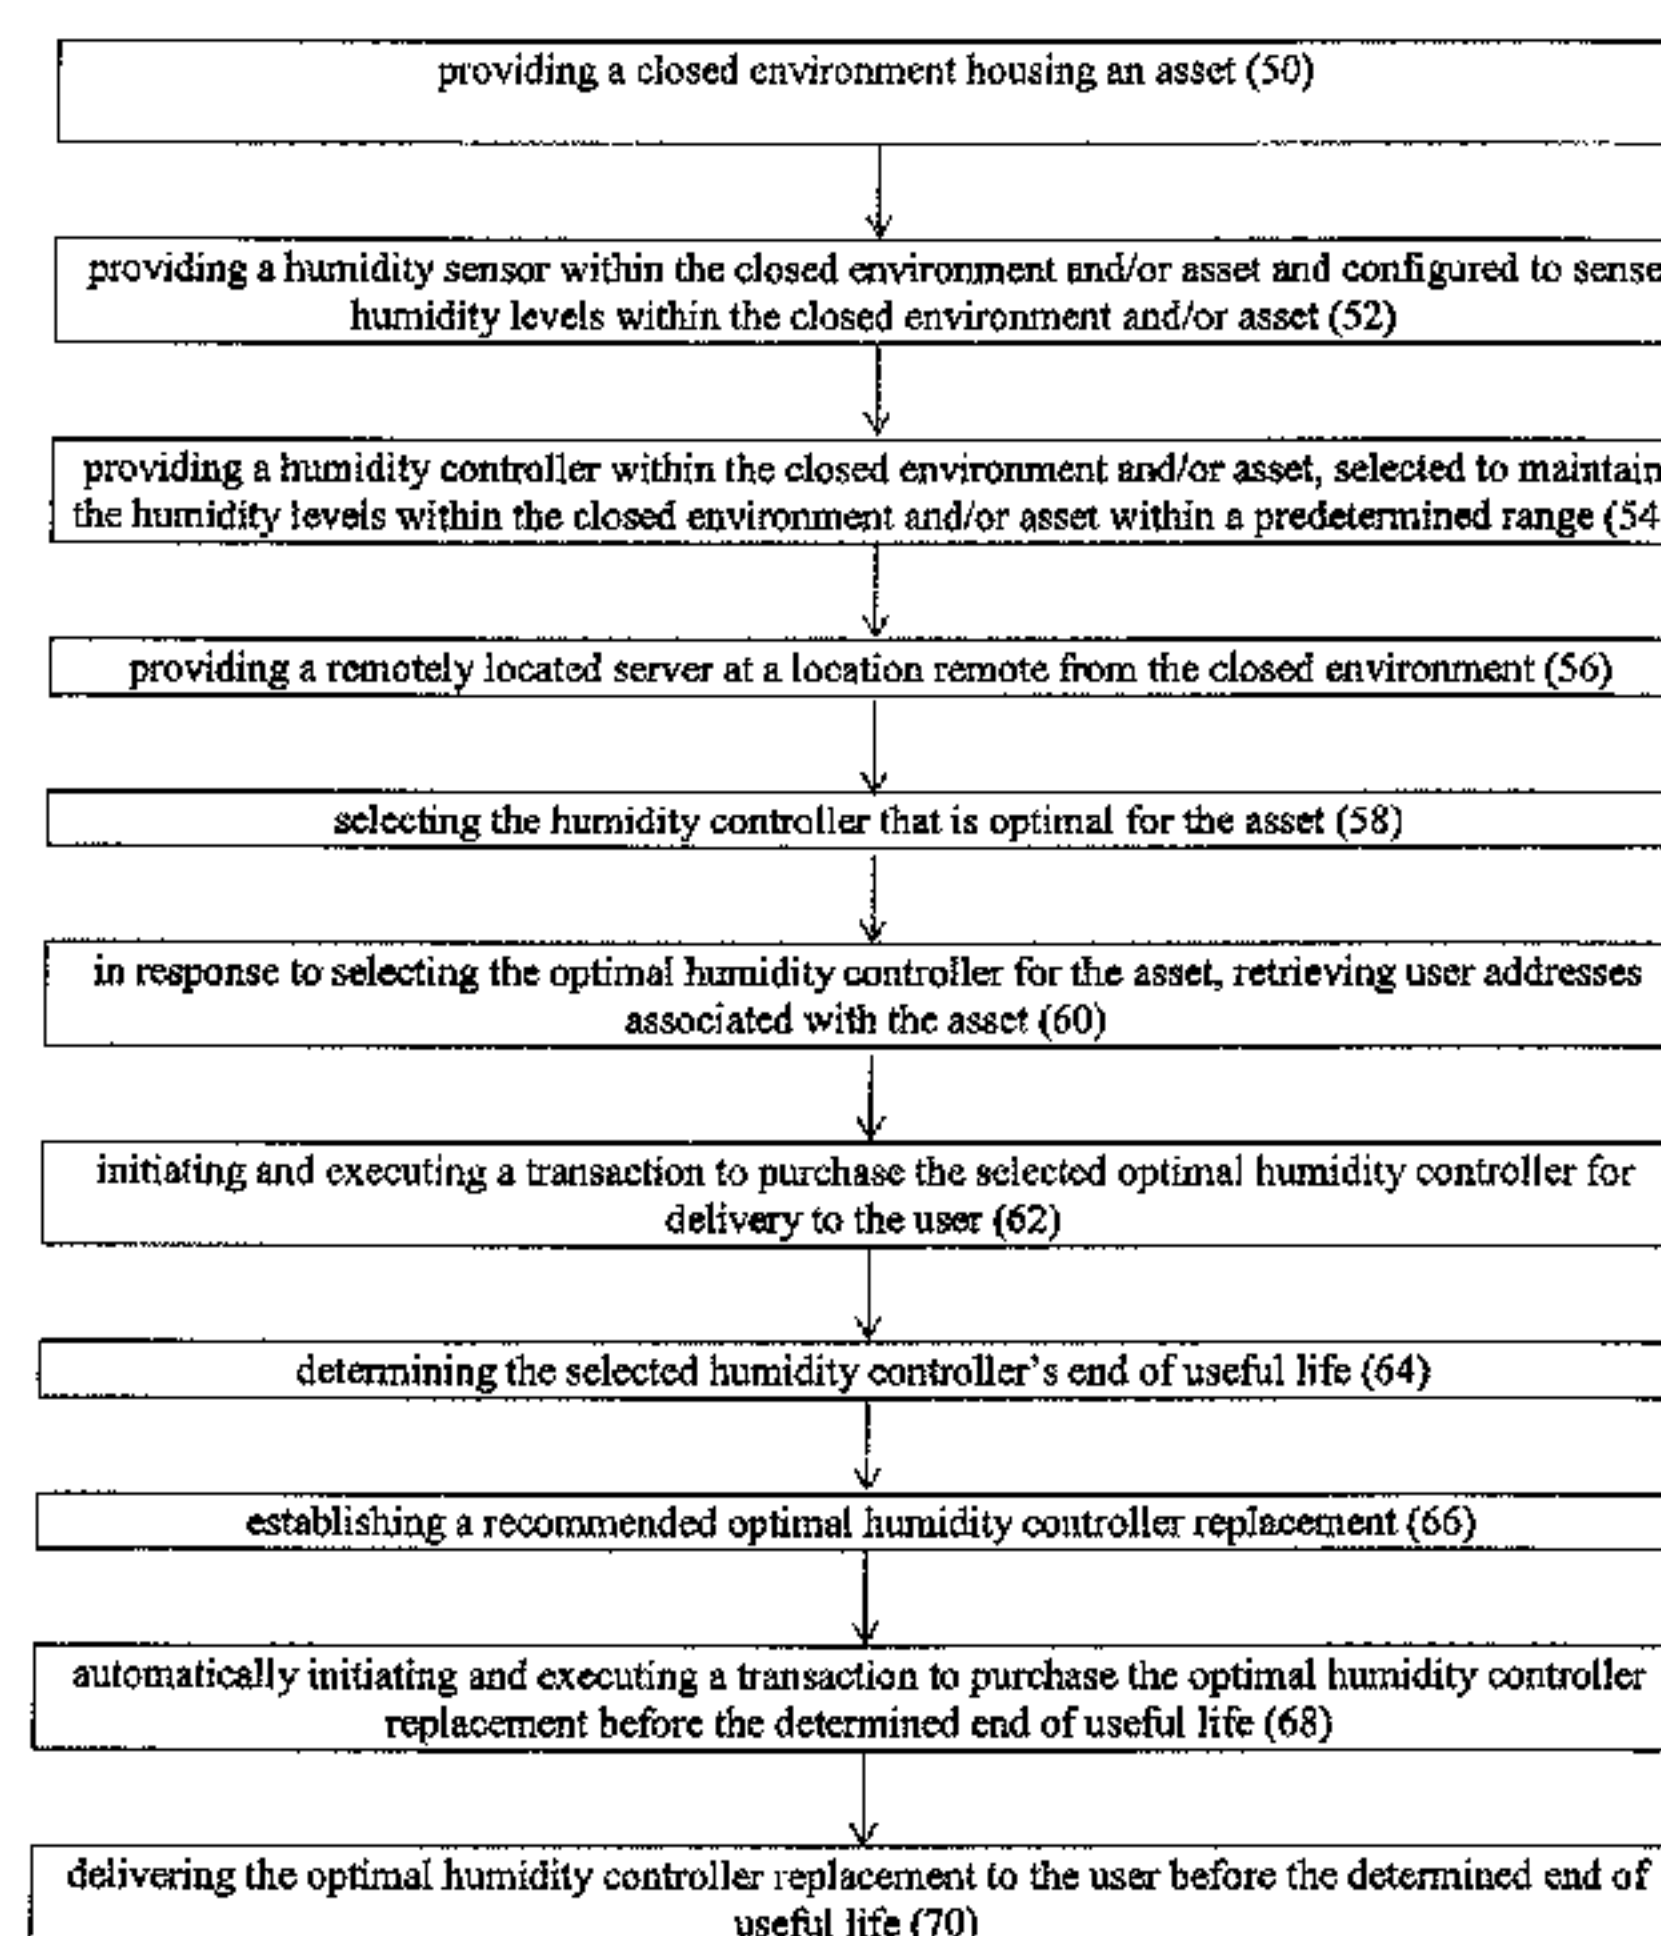 providing a closed environment housing an asset (50)
providing a humidity sensor within the closed environment and/or asset and configured to sense
humidity levels within the closed environment and/or asset (52)
providing a humidity controller within the closed environment and/or asset, selected to maintain
the humidity levels within the closed environment and/or asset within a predetermined range (54
providing a remotely located server at a location remote from the closed environment (56)
selecting the humidity controller that is optimal for the asset (58)
in response to selecting the optimal humidity controller for the asset, retrieving user addresses
associated with the asset (60)
initiating and executing a transaction to purchase the selected optimal humidity controller for
delivery to the user (62)
determining the selected humidity controller's end of useful life (64)
establishing a recommended optimal humidity controller replacement (66)
automatically initiating and executing a transaction to purchase the optimal humidity controller
replacement before the determined end of useful life (68)
delivering the optimal humidity controller replacement to the user before the determined end of
useful life (70)